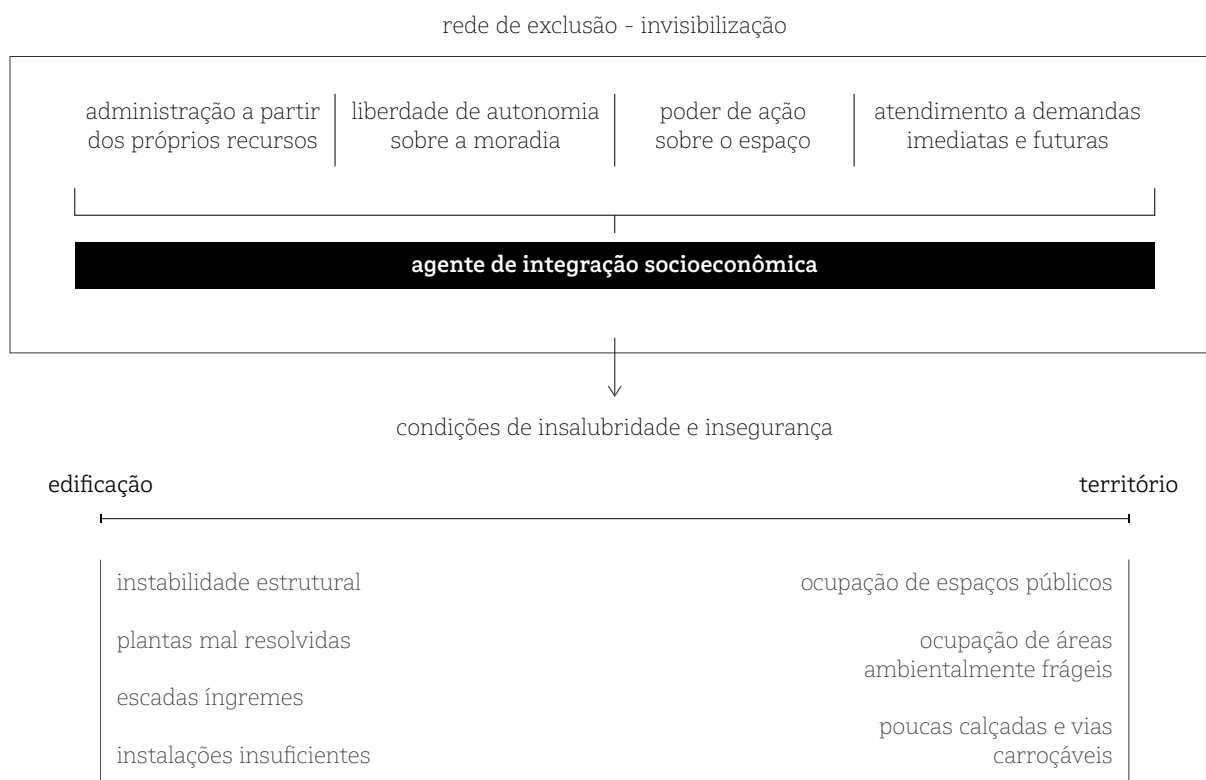 rede de exclusão - invisibilização
administração a partir
dos próprios recursos
liberdade de autonomia
sobre a moradia
poder de ação
sobre o espaço
atendimento a demandas
imediatas e futuras
agente de integração socioeconômica
condições de insalubridade e insegurança
edificação
território
instabilidade estrutural
plantas mal resolvidas
escadas íngremes
instalações insuficientes
ocupação de espaços públicos
ocupação de áreas
ambientalmente frágeis
poucas calçadas e vias
carroçáveis